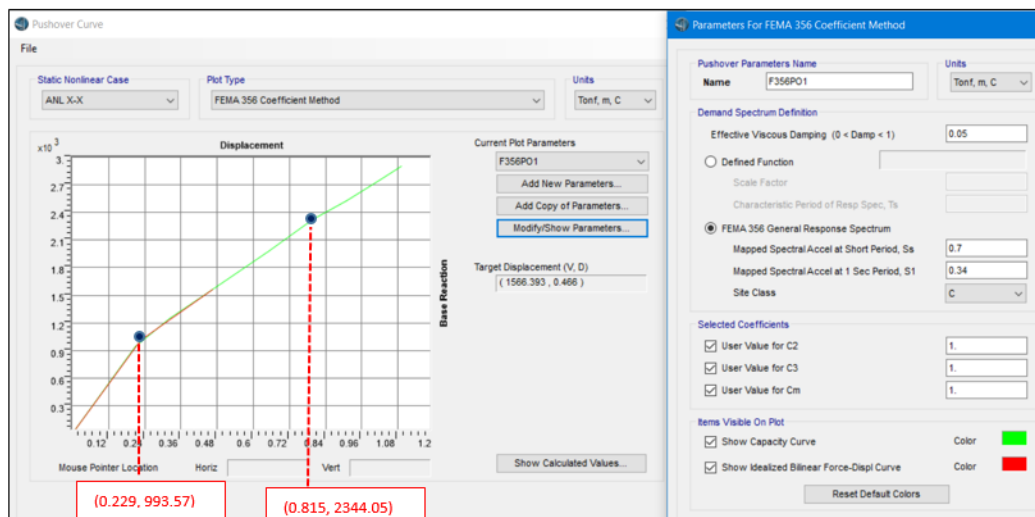 Pushover Curve
File
Static Nonlinear Case
Plot Type
Units
ANL X-X
FEMA 356 Coefficient Method
Tonf, m, C
x10 3
Displacement
3.
2.7
2.4
2.1
1.8
1.5
1.2
0.9
0.6
0.3
0.12 0.24 0.36 0.48 0.6 0.72 0.84 0.96 1.08 1.2
Base Reaction
Mouse Pointer Location
Horiz
Vert
(0.229, 993.57)
(0.815, 2344.05)
Current Plot Parameters
F356PO1
Add New Parameters...
Add Copy of Parameters...
Modify/Show Parameters...
Target Displacement (V, D)
( 1566.393 , 0.466 )
Show Calculated Values...
Parameters For FEMA 356 Coefficient Method
Pushover Parameters Name
Units
Name
F356PO1
Tonf, m, C
Demand Spectrum Definition
Effective Viscous Damping (0 < Damp < 1)
0.05
Defined Function
Scale Factor
Characteristic Period of Resp Spec, Ts
FEMA 356 General Response Spectrum
Mapped Spectral Accel at Short Period, Ss
0.7
Mapped Spectral Accel at 1 Sec Period, S1
0.34
Site Class
C
Selected Coefficients
User Value for C2
1.
User Value for C3
1.
User Value for Cm
1.
Items Visible On Plot
Show Capacity Curve
Color
Show Idealized Bilinear Force-Displ Curve
Color
Reset Default Colors